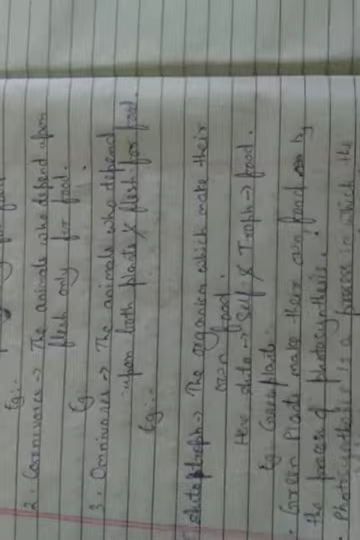 Eg:-
2. Carnivores → The animals who depend upon
flesh only for food.
Eg
3. Omnivores → The animals who depend
upon both plants & flesh for food.
Eg:-
Autotroph → The organism which make their
own food.
Here Auto → Self & Troph → food.
Eg Green plants.
• Green Plants make their own food by
the process of photosynthesis.
• Photosynthesis is a process in which the